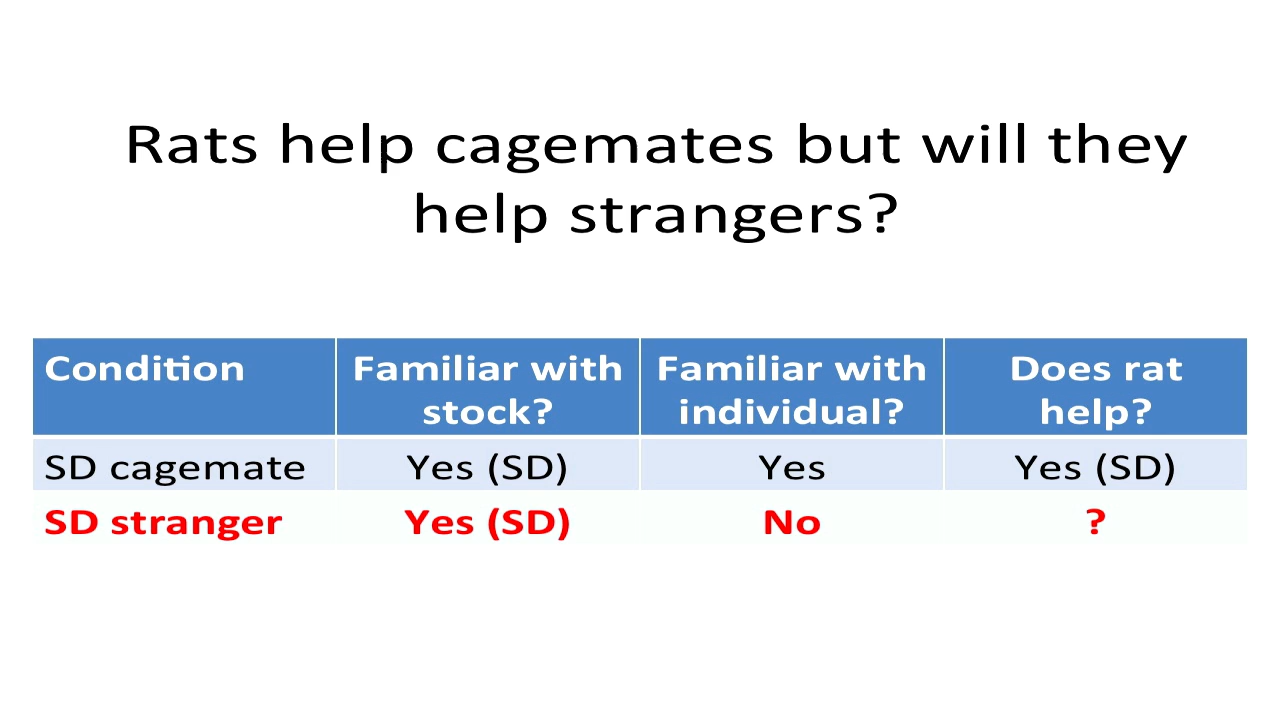 Rats help cagemates but will they
help strangers?
Condition
Familiar with
stock?
Familiar with
individual?
Does rat
help?
SD cagemate
Yes (SD)
Yes
Yes (SD)
SD stranger
Yes (SD)
No
?